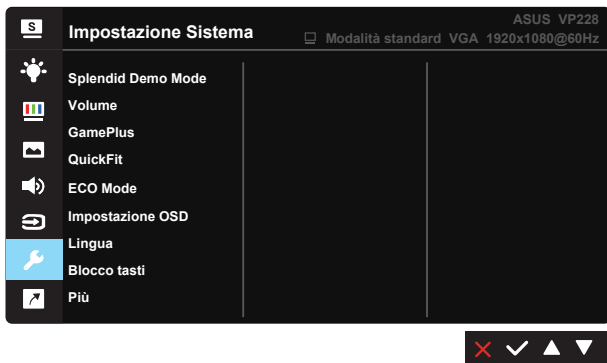 S
Impostazione Sistema
ASUS VP228
Modalità standard VGA 1920x1080@60Hz
Splendid Demo Mode
Volume
GamePlus
QuickFit
ECO Mode
Impostazione OSD
Lingua
Blocco tasti
Più